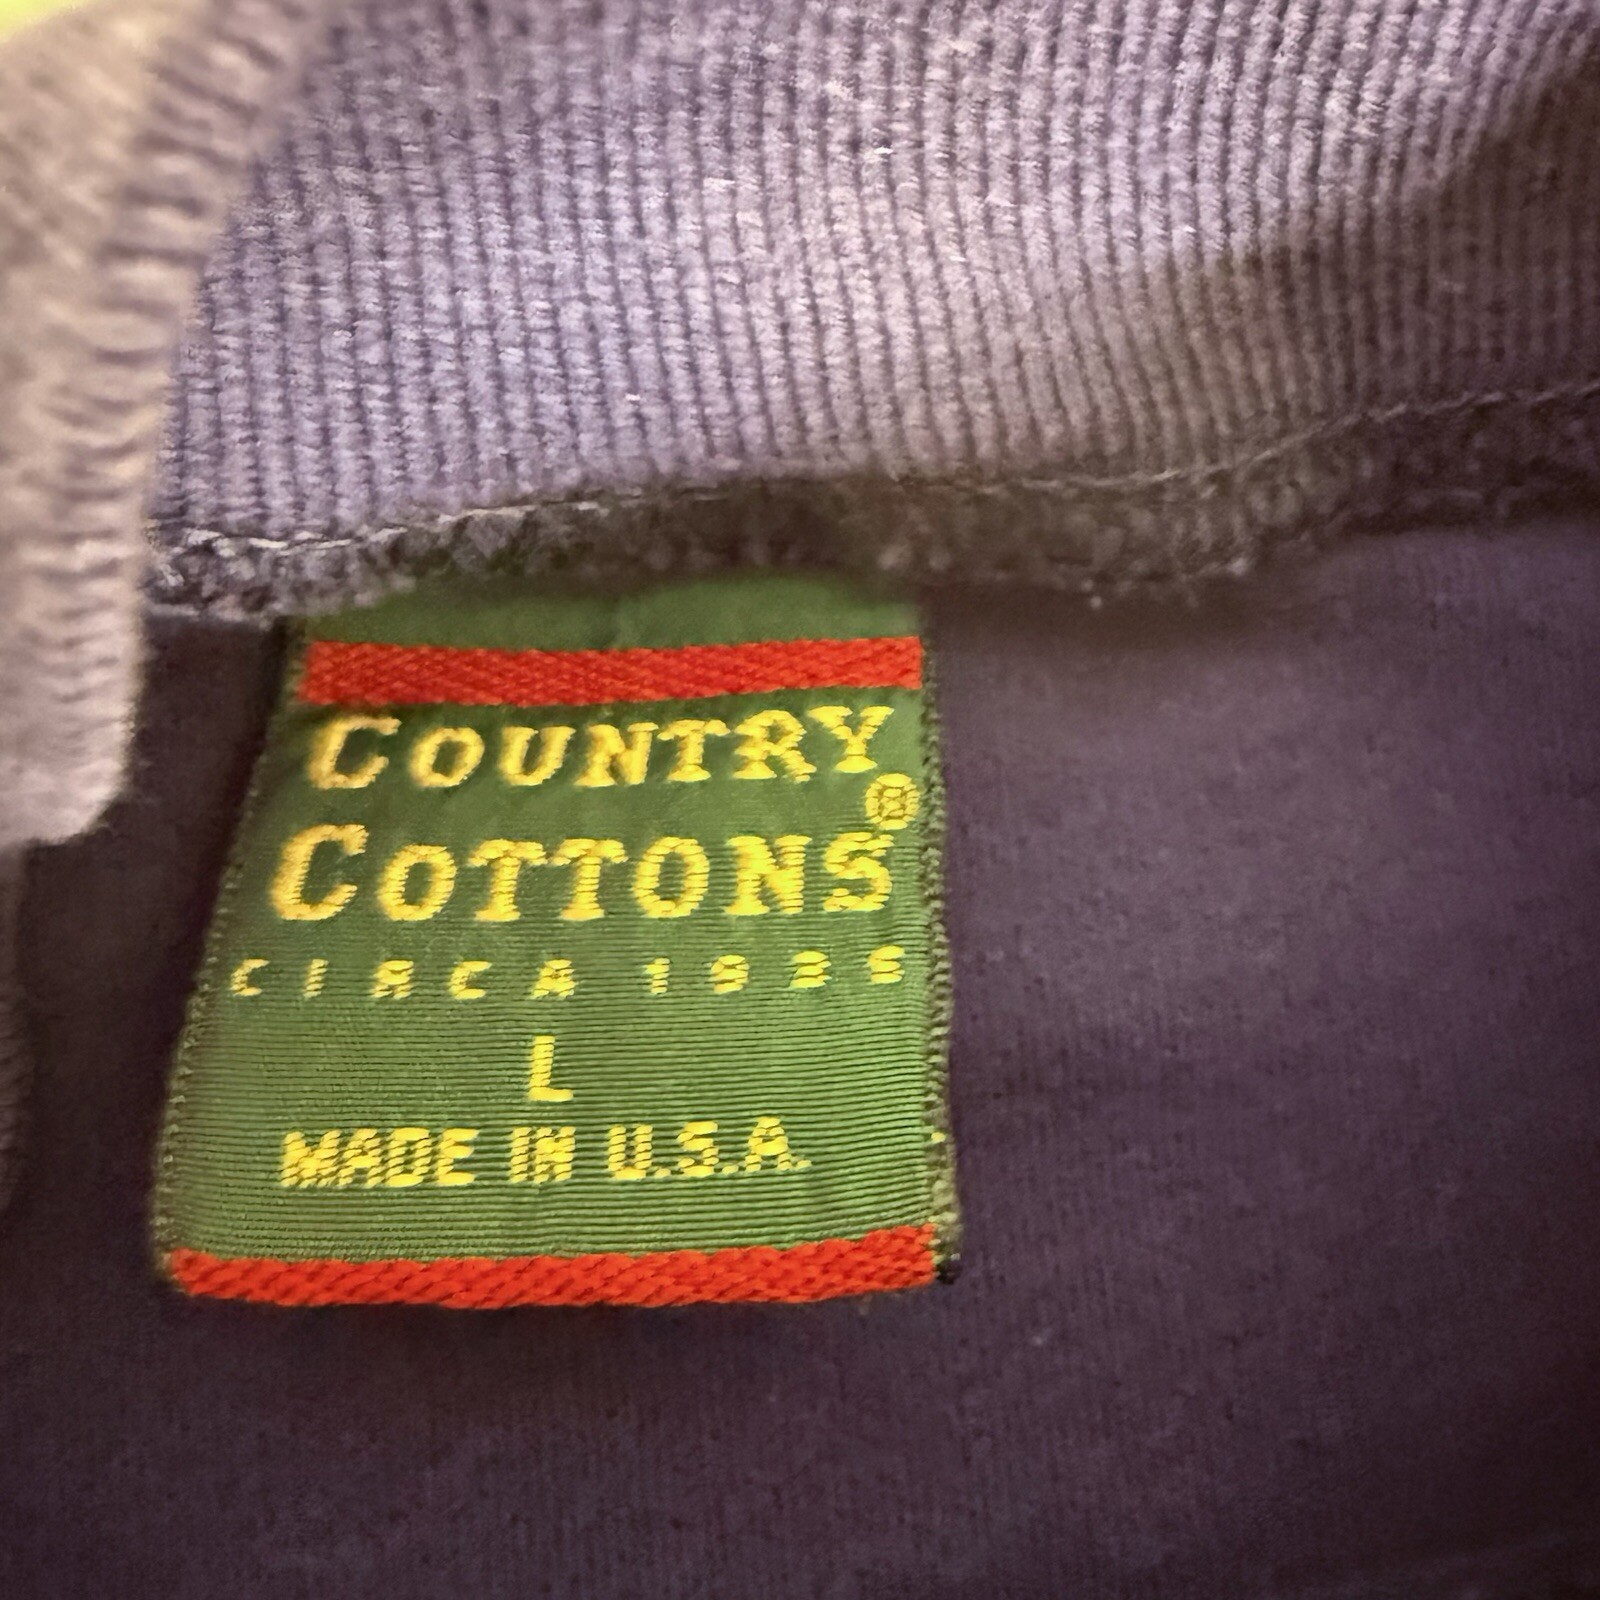 COUNTRY
COTTONS®
CIRCA 1936
L
MADE IN U.S.A.